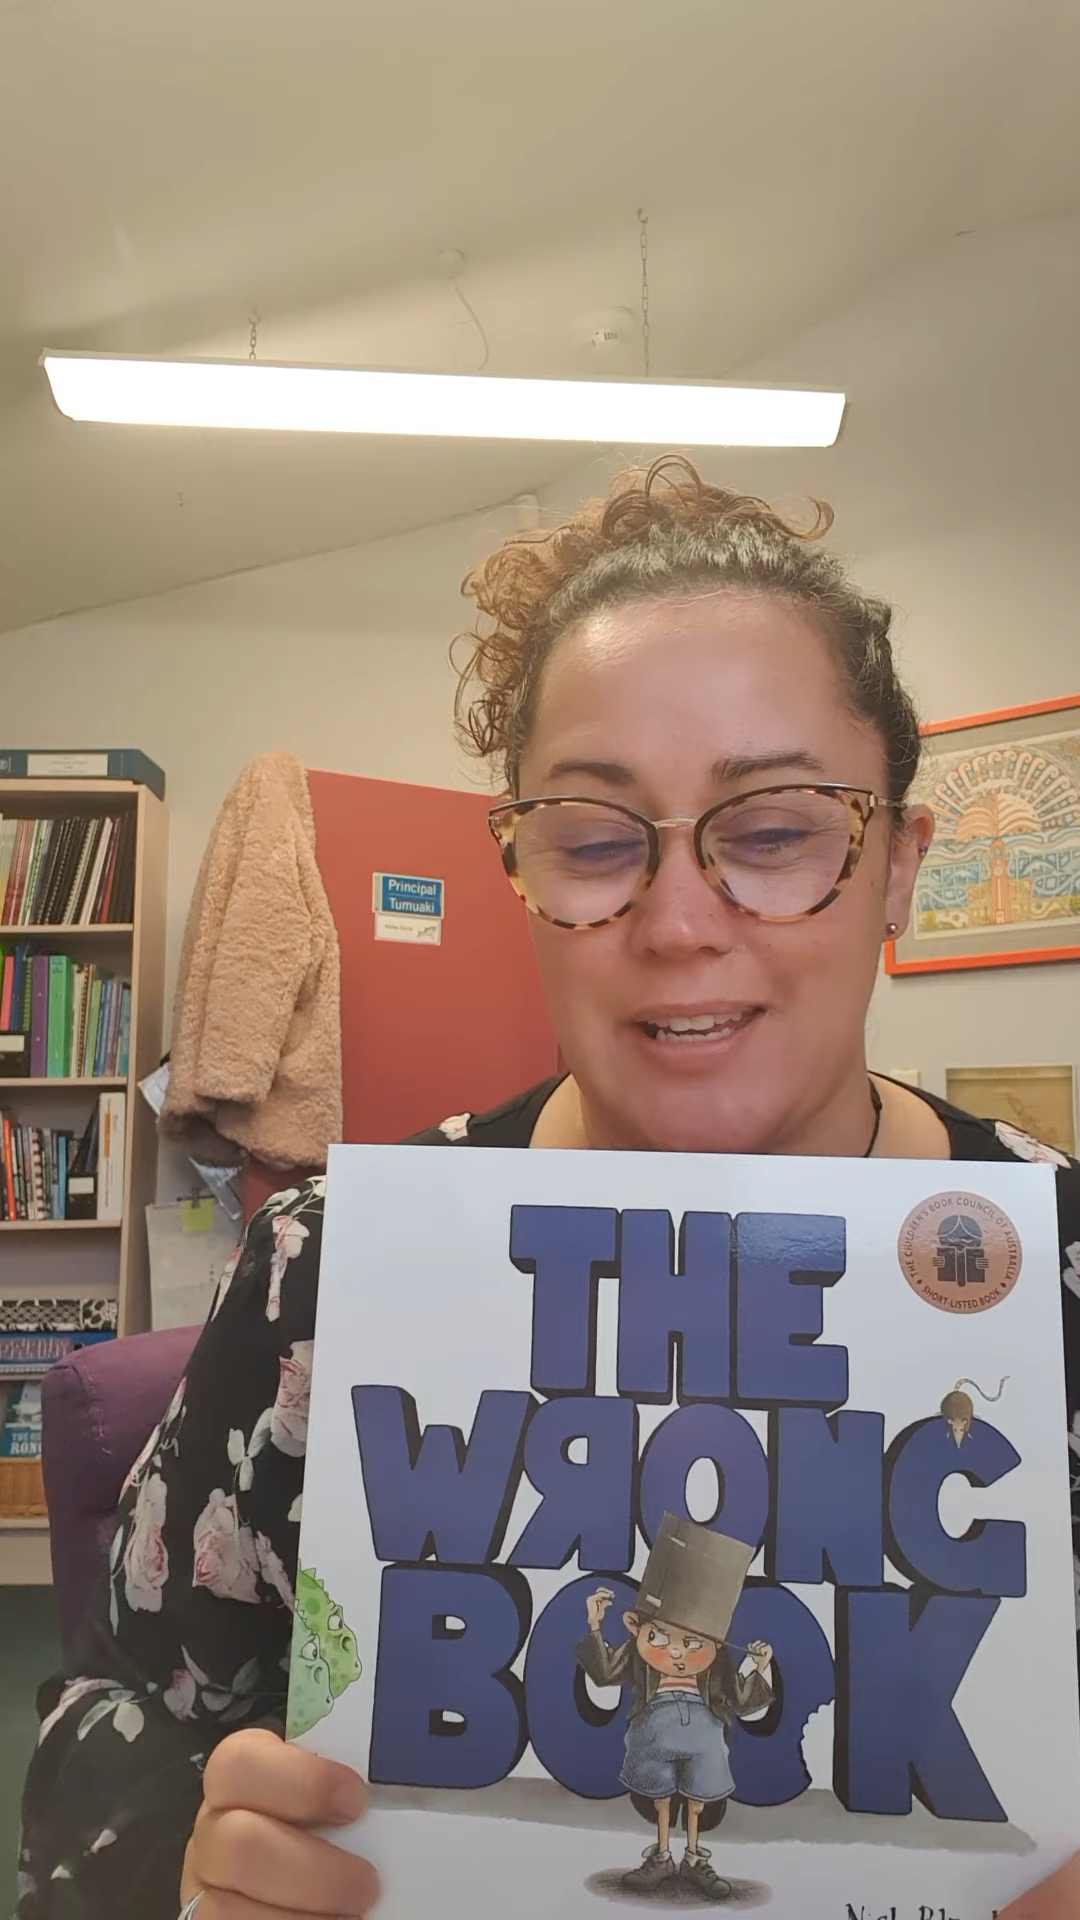 Principal
Tumuaki
THE CHILDREN'S BOOK COUNCIL OF AUSTRALIA
SHORT-LISTED BOOK
THE
WRONG
BOOK